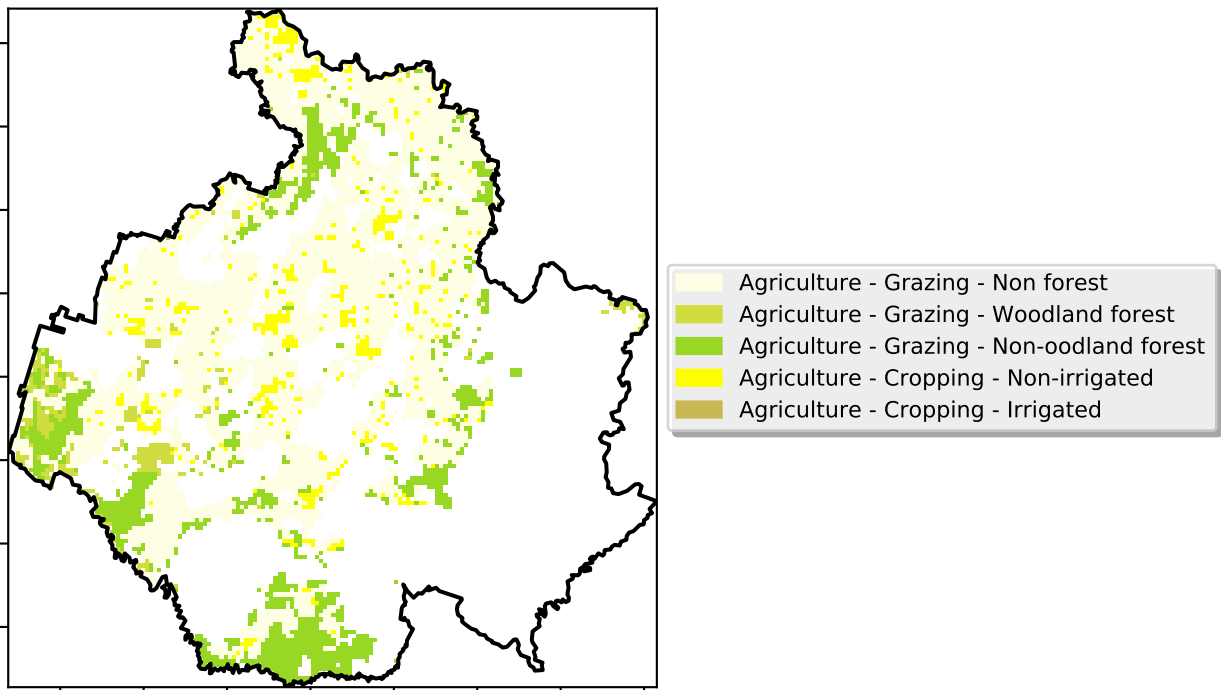 Agriculture - Grazing - Non forest
Agriculture - Grazing - Woodland forest
Agriculture - Grazing - Non-oodland forest
Agriculture - Cropping - Non-irrigated
Agriculture - Cropping - Irrigated